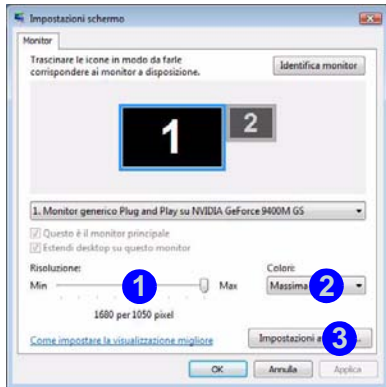 Impostazioni schermo
Monitor
Trascinare le icone in modo da farle
corrispondere ai monitor a disposizione.
Identifica monitor
1
2
1. Monitor generico Plug and Play su NVIDIA GeForce 9400M GS
Questo è il monitor principale
Estendi desktop su questo monitor
Risoluzione:
Colori:
Min
1
Max
Massima
2
1680 per 1050 pixel
Come impostare la visualizzazione migliore
Impostazioni
3
...
OK
Annulla
Applica